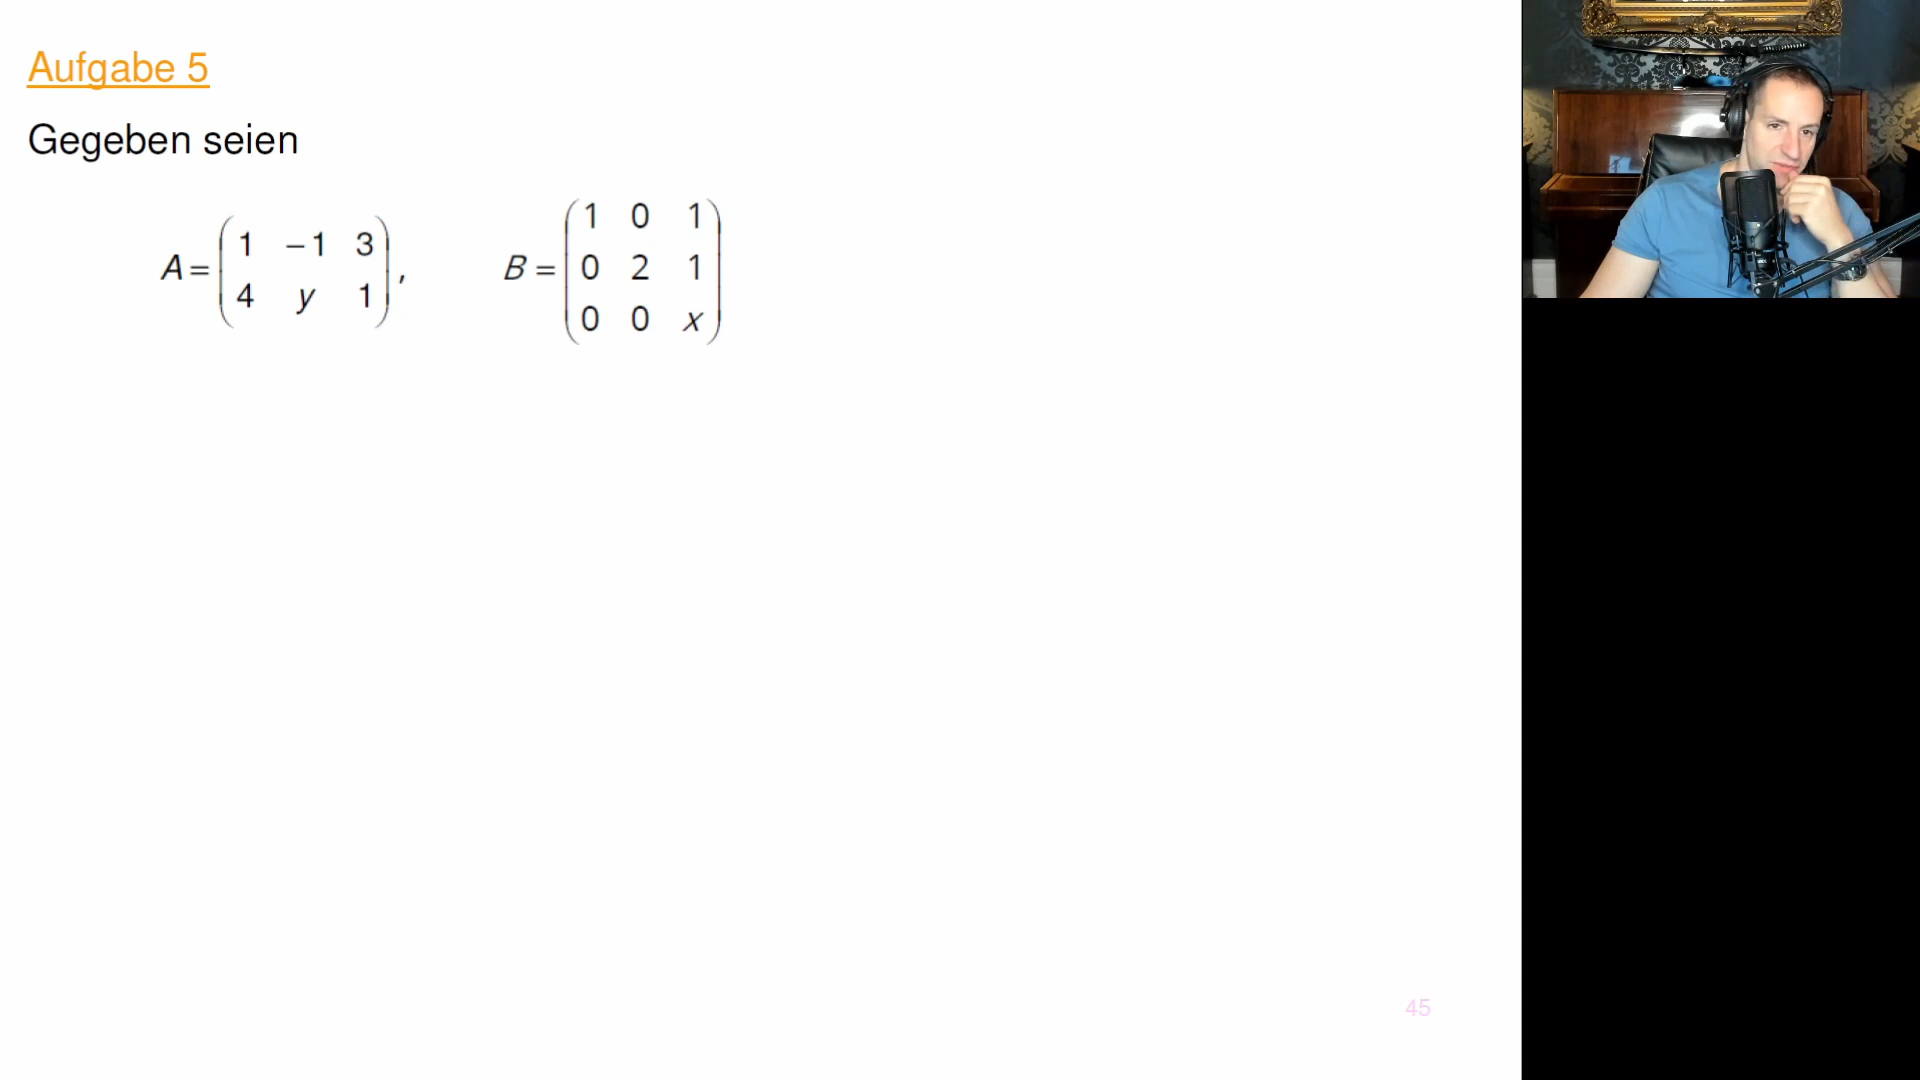 Aufgabe 5
Gegeben seien
A = ( 1 −1 3
4 y 1 ) ,
B = ( 1 0 1
0 2 1
0 0 x )
45